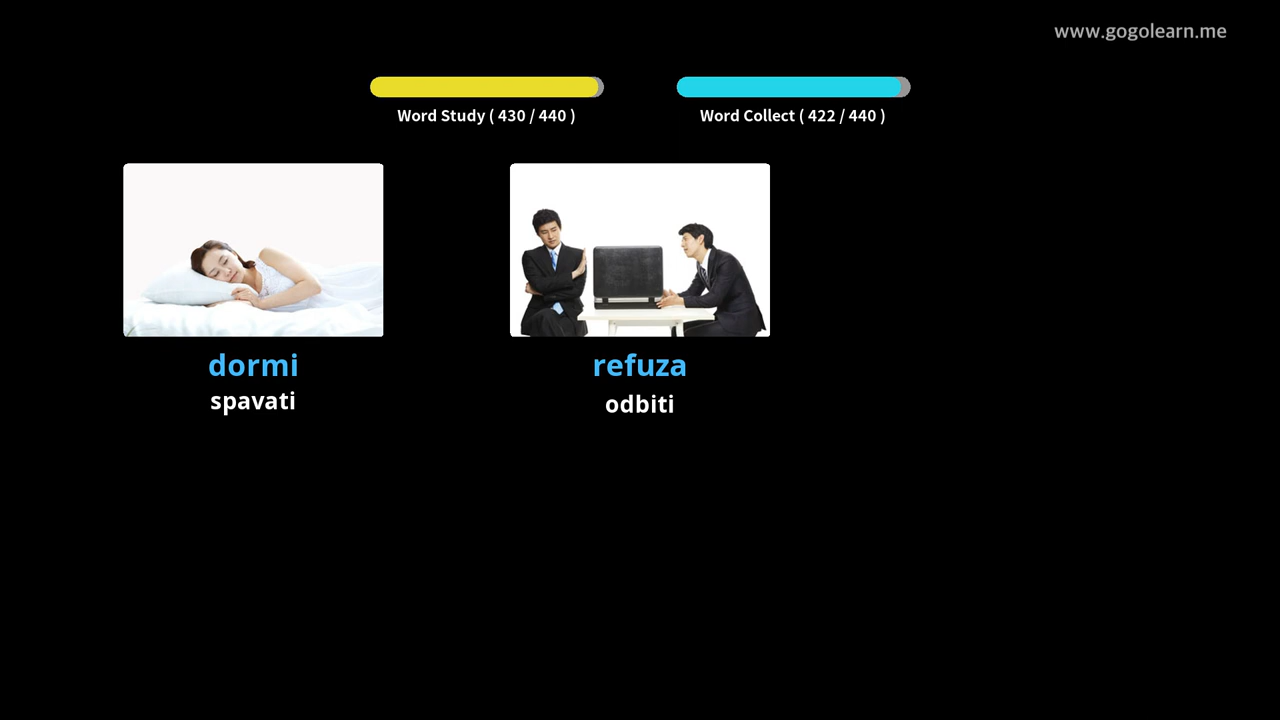 www.gogolearn.me
Word Study ( 430 / 440 )
Word Collect ( 422 / 440 )
dormi
spavati
refuza
odbiti